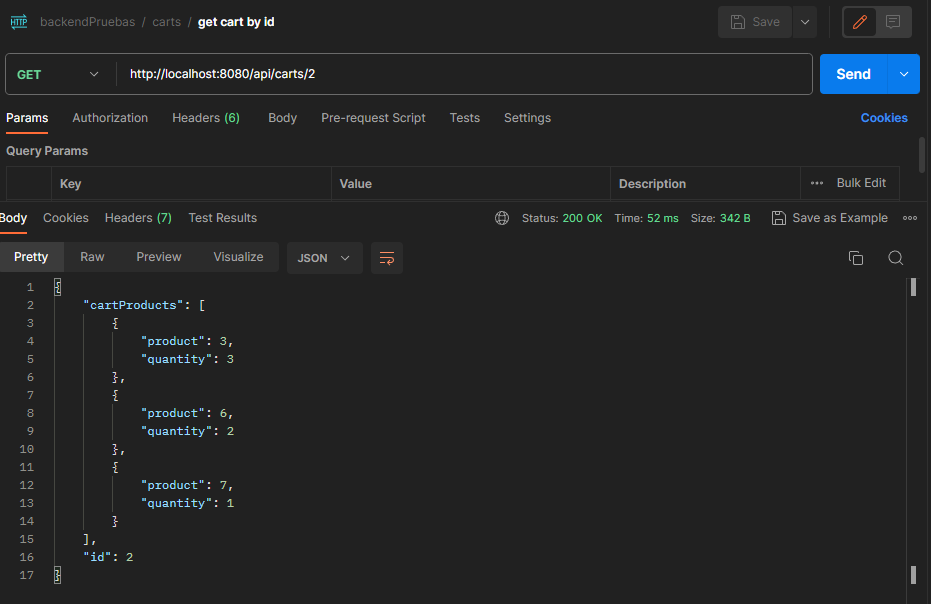 HTTP backendPruebas / carts / get cart by id Save
GET http://localhost:8080/api/carts/2 Send
Params Authorization Headers (6) Body Pre-request Script Tests Settings Cookies
Query Params
Key Value Description Bulk Edit
Body Cookies Headers (7) Test Results Status: 200 OK Time: 52 ms Size: 342 B Save as Example
Pretty Raw Preview Visualize JSON
1 {
2 "cartProducts": [
3 {
4 "product": 3,
5 "quantity": 3
6 },
7 {
8 "product": 6,
9 "quantity": 2
10 },
11 {
12 "product": 7,
13 "quantity": 1
14 }
15 ],
16 "id": 2
17 }